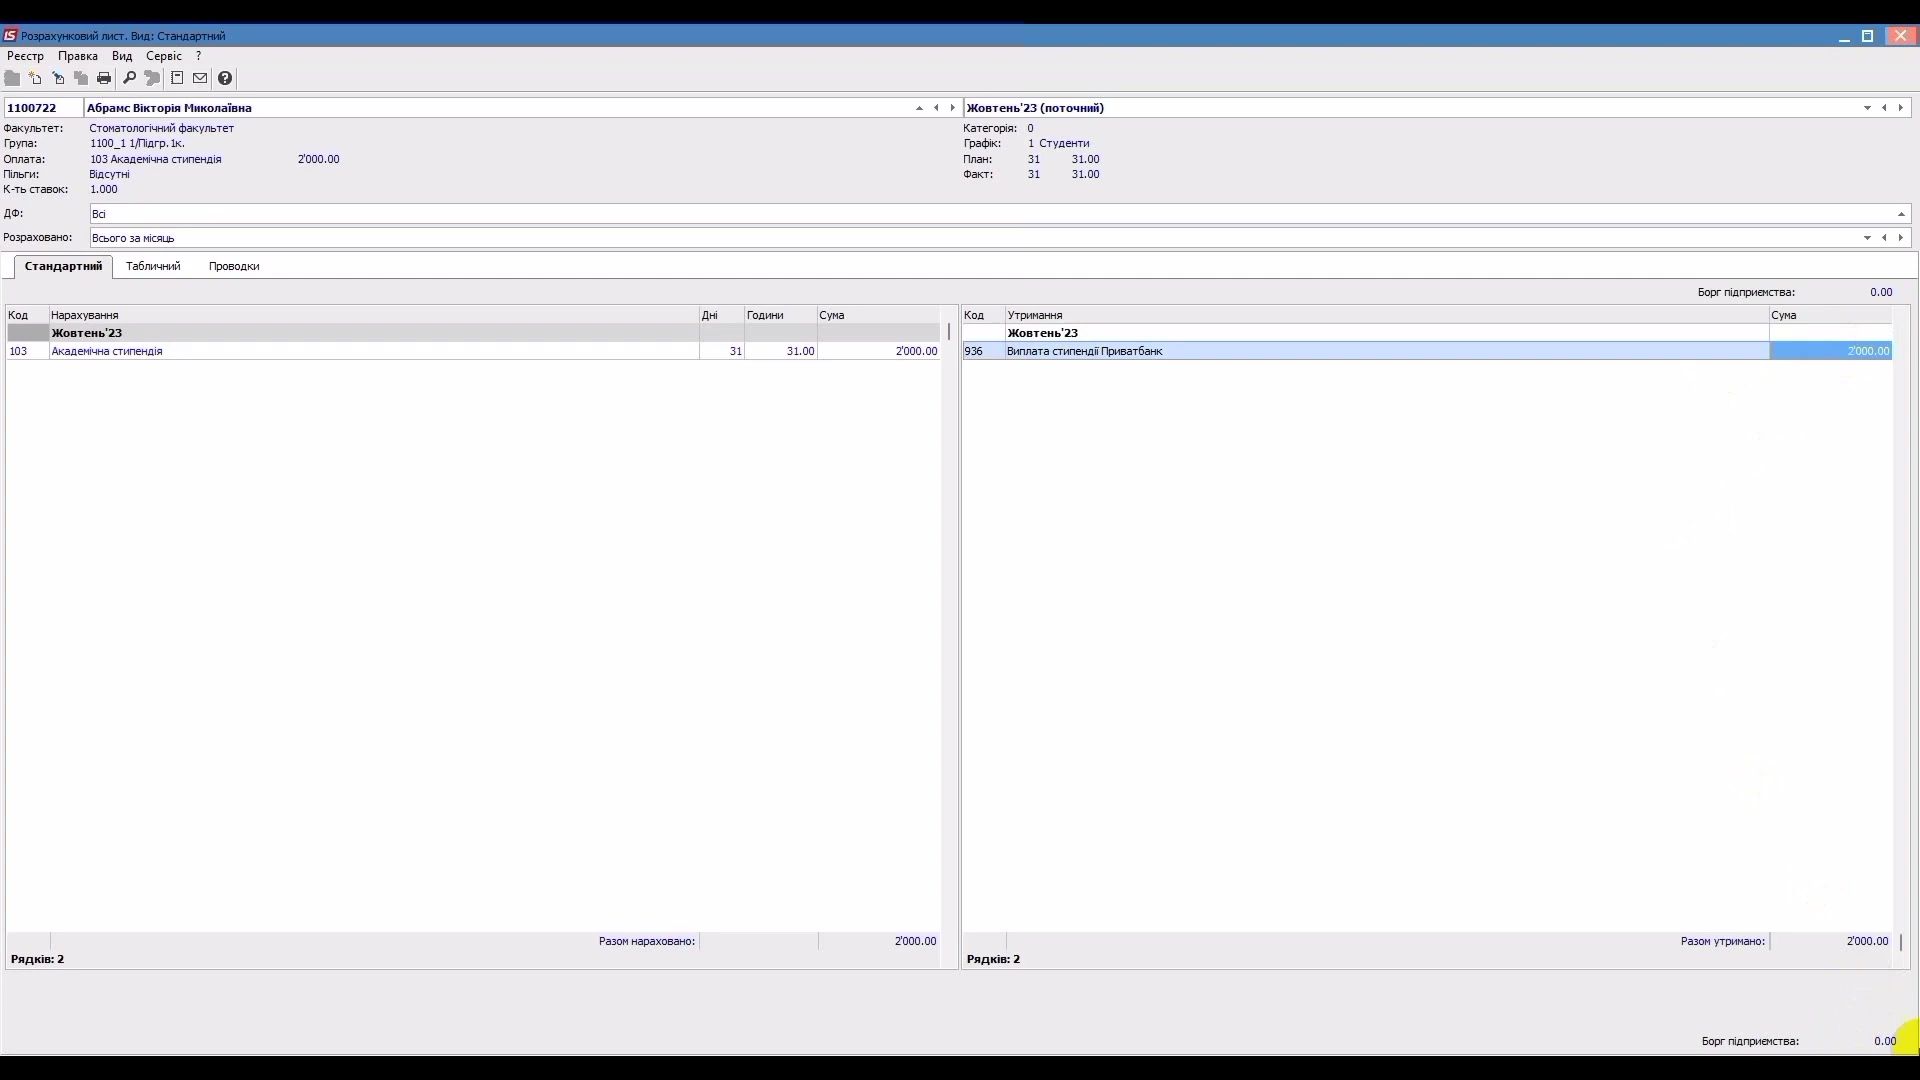 Розрахунковий лист. Вид: Стандартний
Реєстр Правка Вид Сервіс ?
1100722 Абрамс Вікторія Миколаївна Жовтень'23 (поточний)
Факультет: Стоматологічний факультет Категорія: 0
Група: 1100_1 1/Підгр.1к. Графік: 1 Студенти
Оплата: 103 Академічна стипендія 2'000.00 План: 31 31.00
Пільги: Відсутні Факт: 31 31.00
К-ть ставок: 1.000
ДФ: Всі
Розраховано: Всього за місяць
Стандартний Табличний Проводки
Борг підприємства: 0.00
Код Нарахування Дні Години Сума Код Утримання Сума
Жовтень'23 Жовтень'23
103 Академічна стипендія 31 31.00 2'000.00 936 Виплата стипендії Приватбанк 2'000.00
Разом нараховано: 2'000.00 Разом утримано: 2'000.00
Рядків: 2 Рядків: 2
Борг підприємства: 0.00